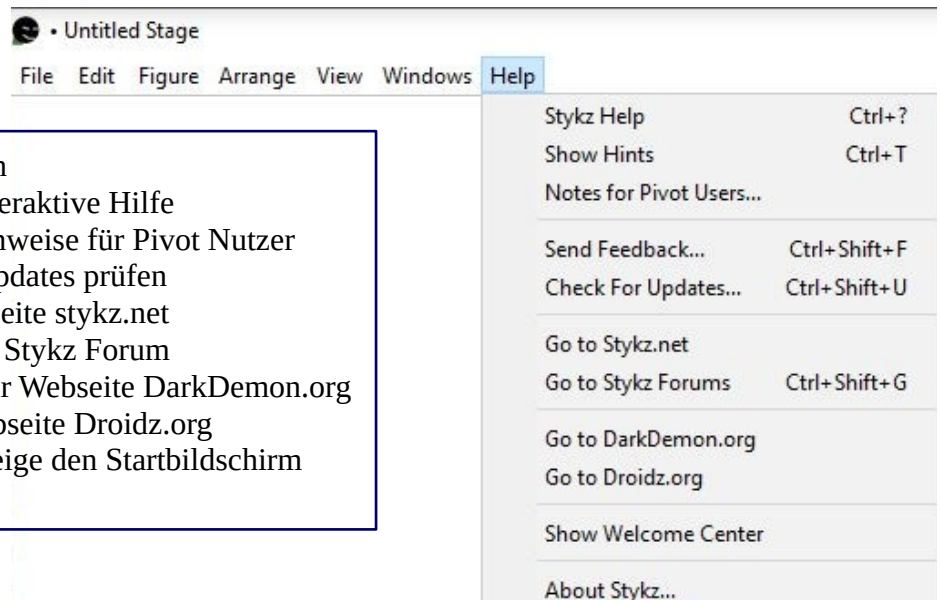 • Untitled Stage
File Edit Figure Arrange View Windows Help
Hilfe
nweise für Pivot Nutzer
pdates prüfen
eite stykz.net
Stykz Forum
r Webseite DarkDemon.org
bseite Droidz.org
eige den Startbildschirm
Stykz Help Ctrl+?
Show Hints Ctrl+T
Notes for Pivot Users...
Send Feedback... Ctrl+Shift+F
Check For Updates... Ctrl+Shift+U
Go to Stykz.net
Go to Stykz Forums Ctrl+Shift+G
Go to DarkDemon.org
Go to Droidz.org
Show Welcome Center
About Stykz...